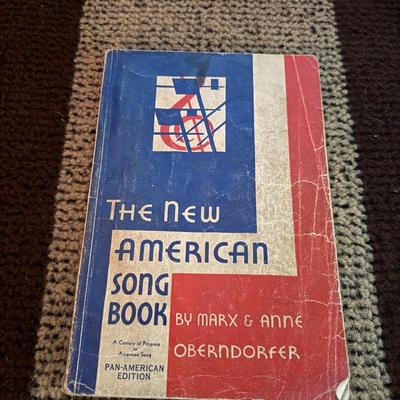 THE NEW
AMERICAN
SONG
BOOK
BY MARX & ANNE
OBERNDORFER
A Century of Progress
in
American Song
PAN-AMERICAN
EDITION